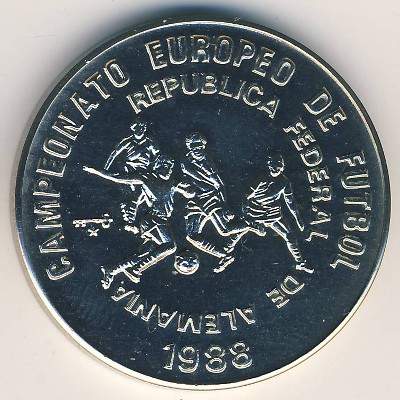 CAMPEONATO EUROPEO DE FUTBOL
REPUBLICA FEDERAL DE ALEMANIA
1988